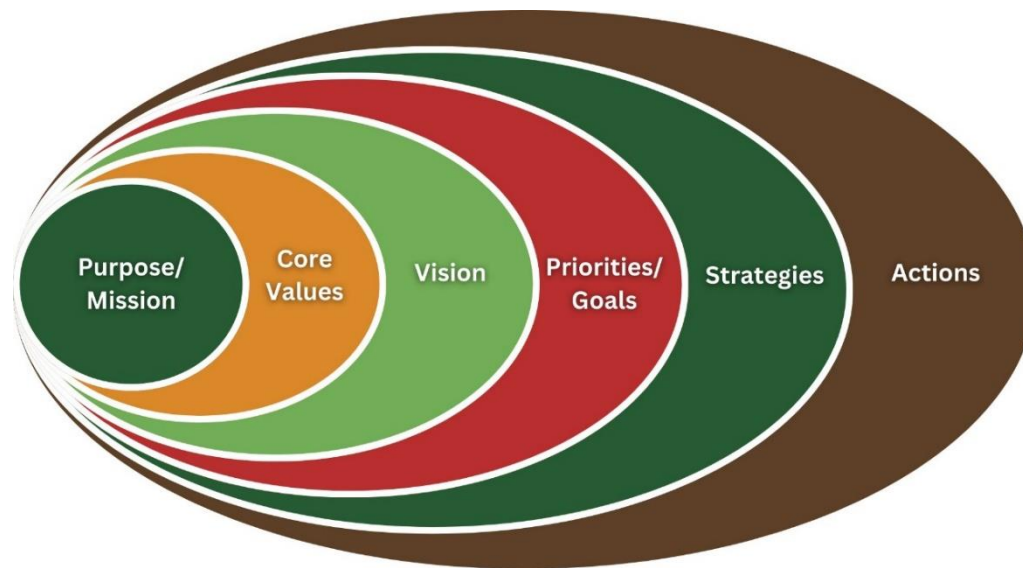 Purpose/
Mission
Core
Values
Vision
Priorities/
Goals
Strategies
Actions